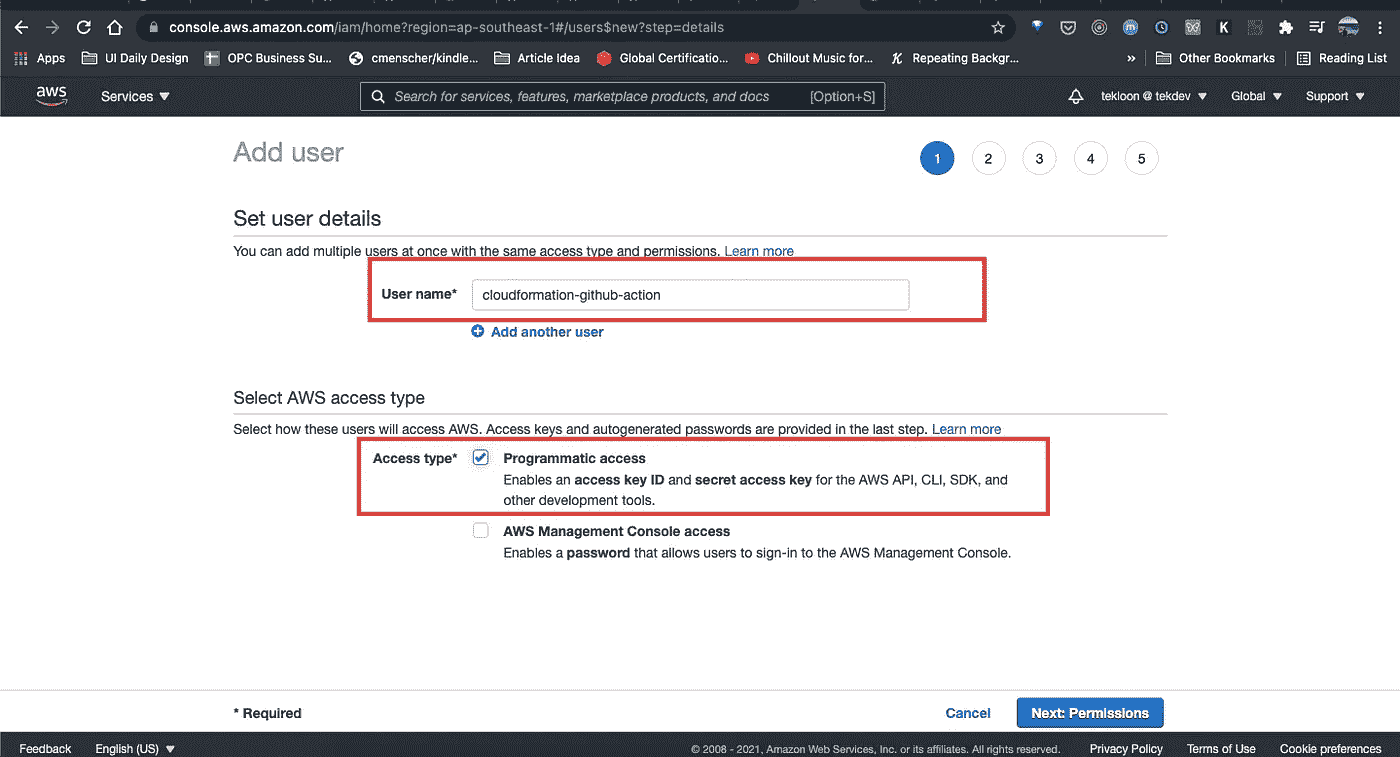 console.aws.amazon.com/iam/home?region=ap-southeast-1#/users$new?step=details
Apps UI Daily Design OPC Business Su... cmenscher/kindle... Article Idea Global Certificatio... Chillout Music for... Repeating Backgr... » Other Bookmarks Reading List
aws Services Search for services, features, marketplace products, and docs [Option+S] tekloon @ tekdev Global Support
Add user 1 2 3 4 5
Set user details
You can add multiple users at once with the same access type and permissions. Learn more
User name* cloudformation-github-action
Add another user
Select AWS access type
Select how these users will access AWS. Access keys and autogenerated passwords are provided in the last step. Learn more
Access type* Programmatic access
Enables an access key ID and secret access key for the AWS API, CLI, SDK, and
other development tools.
AWS Management Console access
Enables a password that allows users to sign-in to the AWS Management Console.
* Required Cancel Next: Permissions
Feedback English (US) © 2008 - 2021, Amazon Web Services, Inc. or its affiliates. All rights reserved. Privacy Policy Terms of Use Cookie preferences